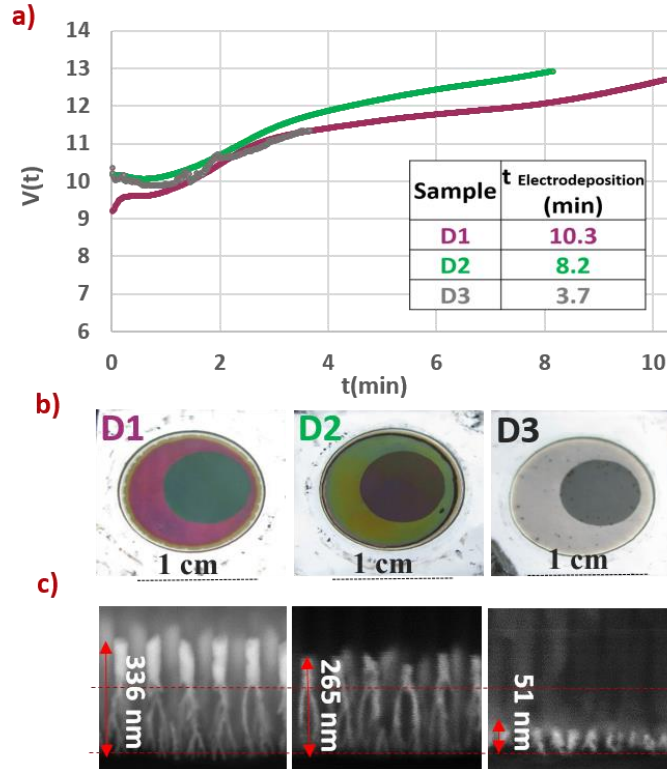 a)
14
13
12
11
10
9
8
7
6
V(t)
0 2 4 6 8 10
t(min)
Sample t Electrodeposition (min)
D1 10.3
D2 8.2
D3 3.7
b)
D1 D2 D3
1 cm 1 cm 1 cm
c)
336 nm 265 nm 51 nm